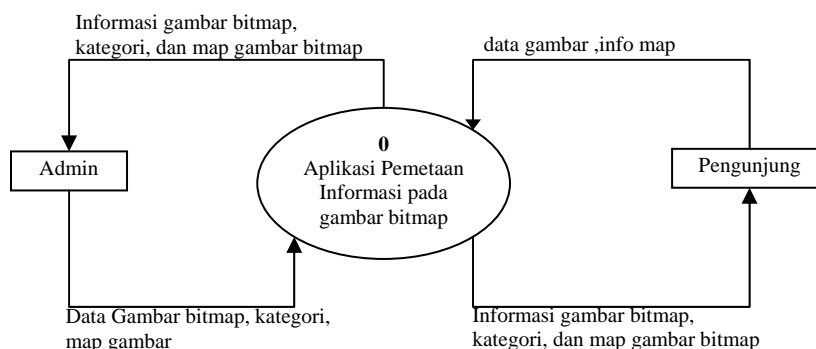 Informasi gambar bitmap,
kategori, dan map gambar bitmap
data gambar ,info map
0
Aplikasi Pemetaan
Informasi pada
gambar bitmap
Admin
Pengunjung
Data Gambar bitmap, kategori,
map gambar
Informasi gambar bitmap,
kategori, dan map gambar bitmap